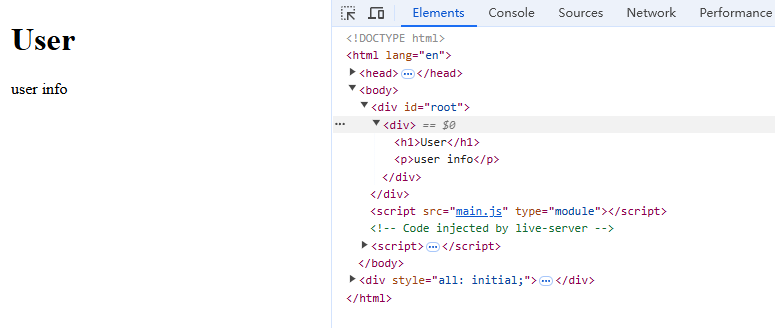 User
user info
Elements Console Sources Network Performance
<!DOCTYPE html>
<html lang="en">
<head> … </head>
<body>
<div id="root">
… <div> == $0
<h1>User</h1>
<p>user info</p>
</div>
</div>
<script src="main.js" type="module"></script>
<!-- Code injected by live-server -->
<script> … </script>
</body>
<div style="all: initial;"> … </div>
</html>